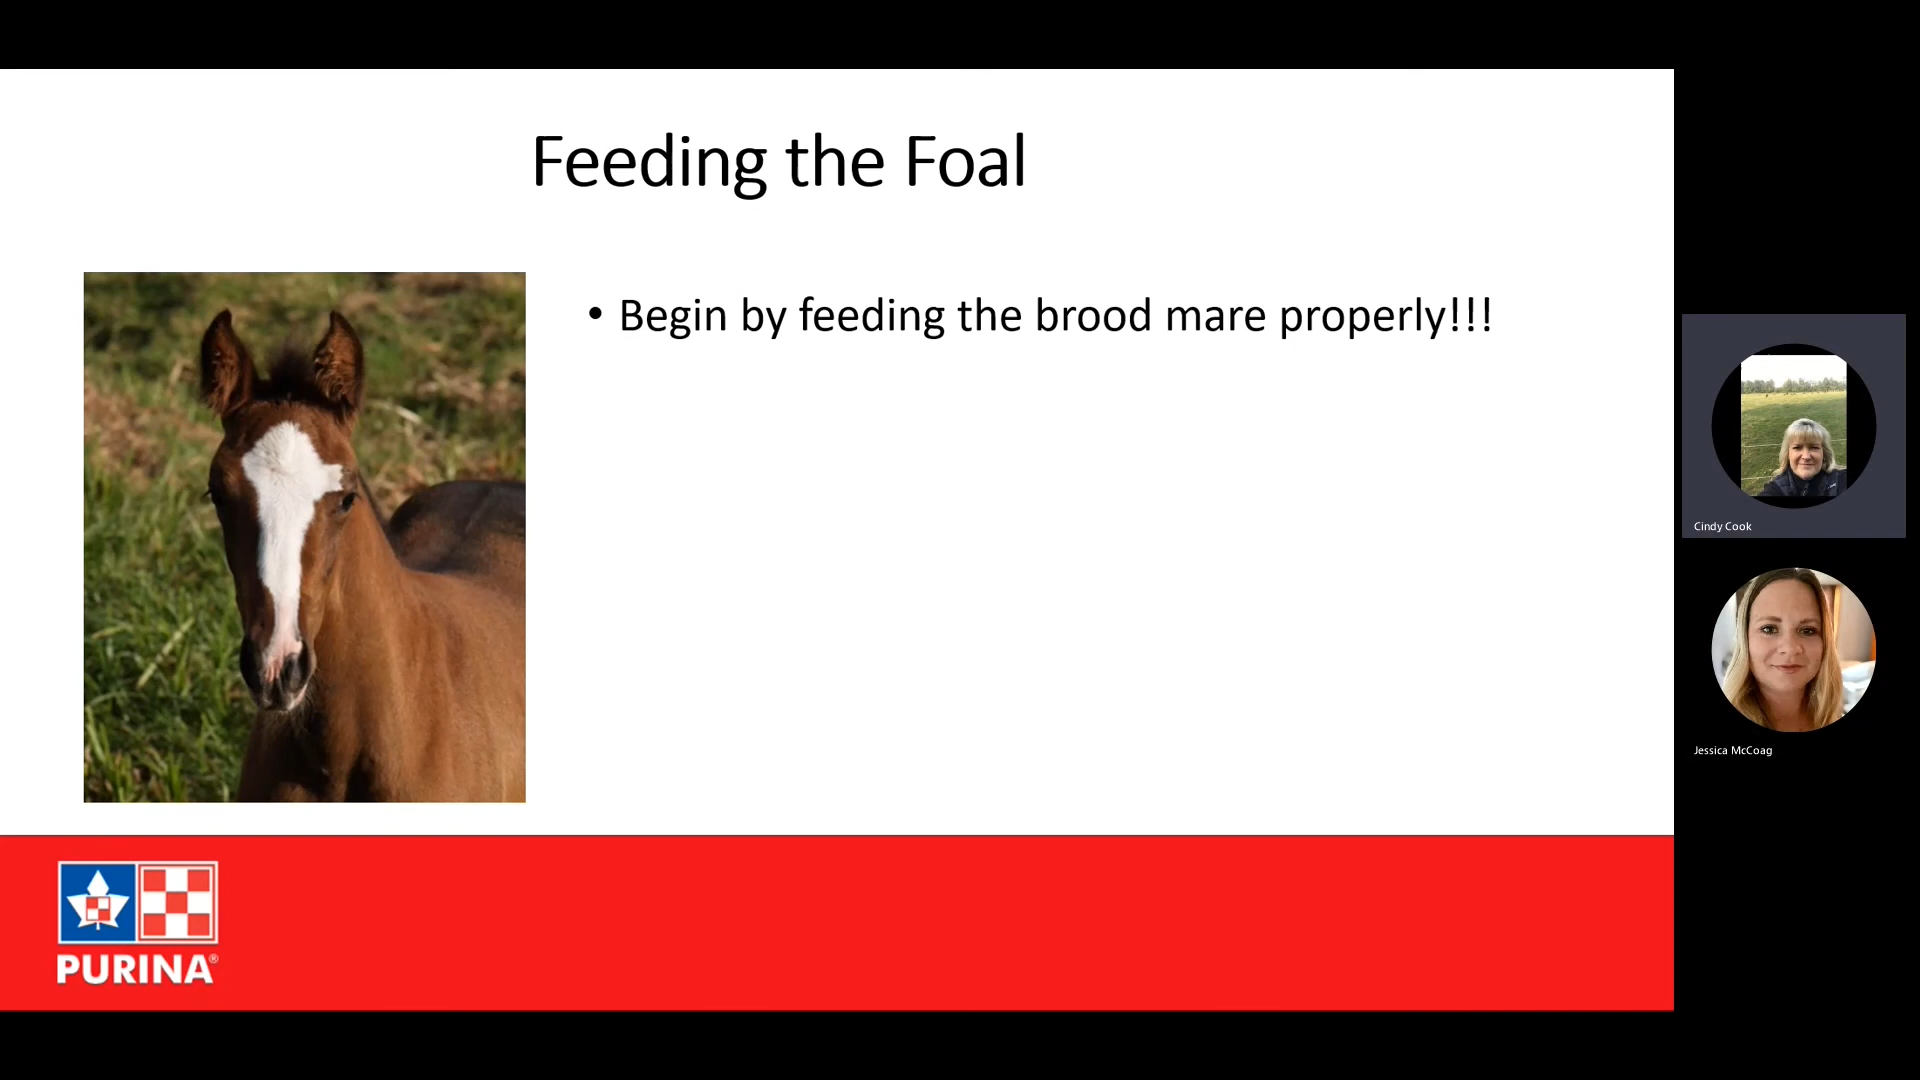 Feeding the Foal
• Begin by feeding the brood mare properly!!!
Cindy Cook
Jessica McCoag
PURINA®